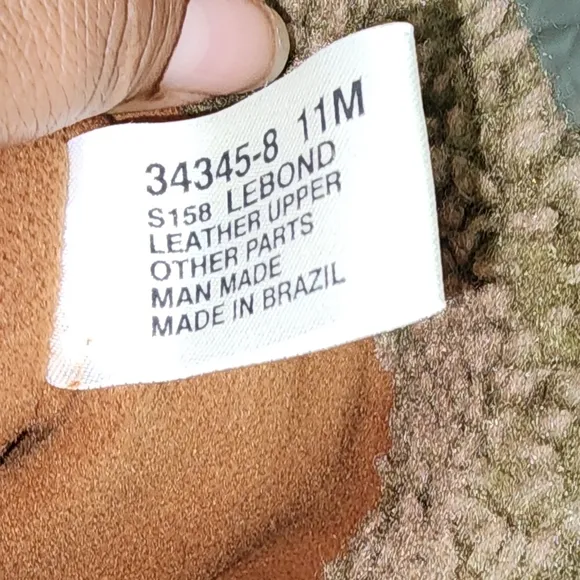 34345-8 11M
S158 LEBOND
LEATHER UPPER
OTHER PARTS
MAN MADE
MADE IN BRAZIL